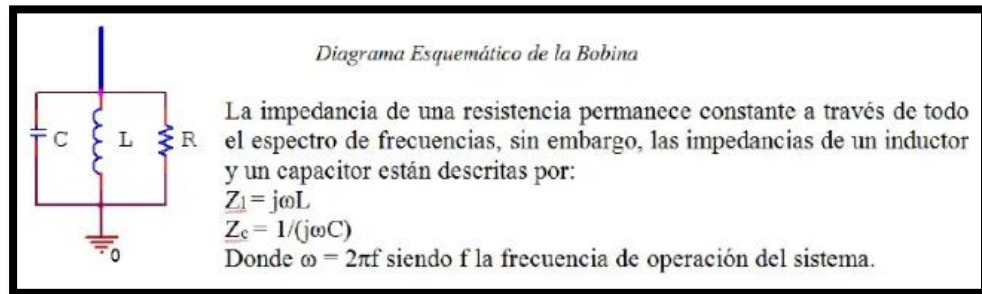 Diagrama Esquemático de la Bobina
C
L
R
0
La impedancia de una resistencia permanece constante a través de todo
el espectro de frecuencias, sin embargo, las impedancias de un inductor
y un capacitor están descritas por:
Zl = jωL
Zc = 1/(jωC)
Donde ω = 2πf siendo f la frecuencia de operación del sistema.